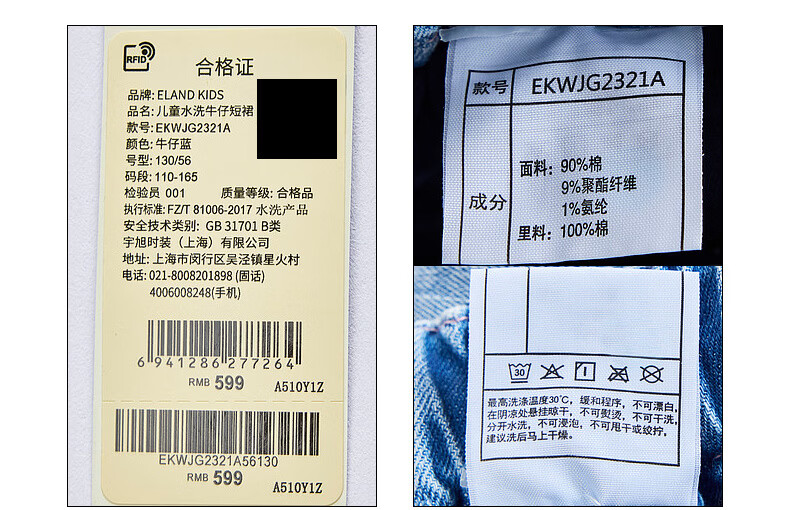 RFID
合格证
品牌: ELAND KIDS
品名: 儿童水洗牛仔短裙
款号: EKWJG2321A
颜色: 牛仔蓝
号型: 130/56
码段: 110-165
检验员 001 质量等级: 合格品
执行标准: FZ/T 81006-2017 水洗产品
安全技术类别: GB 31701 B类
宇旭时装（上海）有限公司
地址: 上海市闵行区吴泾镇星火村
电话: 021-8008201898 (固话)
4006008248(手机)
6 941286 277264
RMB 599 A510Y1Z
EKWJG2321A56130
RMB 599 A510Y1Z
款号 EKWJG2321A
成分
面料: 90%棉
9%聚酯纤维
1%氨纶
里料: 100%棉
30
最高洗涤温度30℃, 缓和程序, 不可漂白,
在阴凉处悬挂晾干, 不可熨烫, 不可干洗,
分开水洗, 不可浸泡, 不可甩干或绞拧,
建议洗后马上干燥.